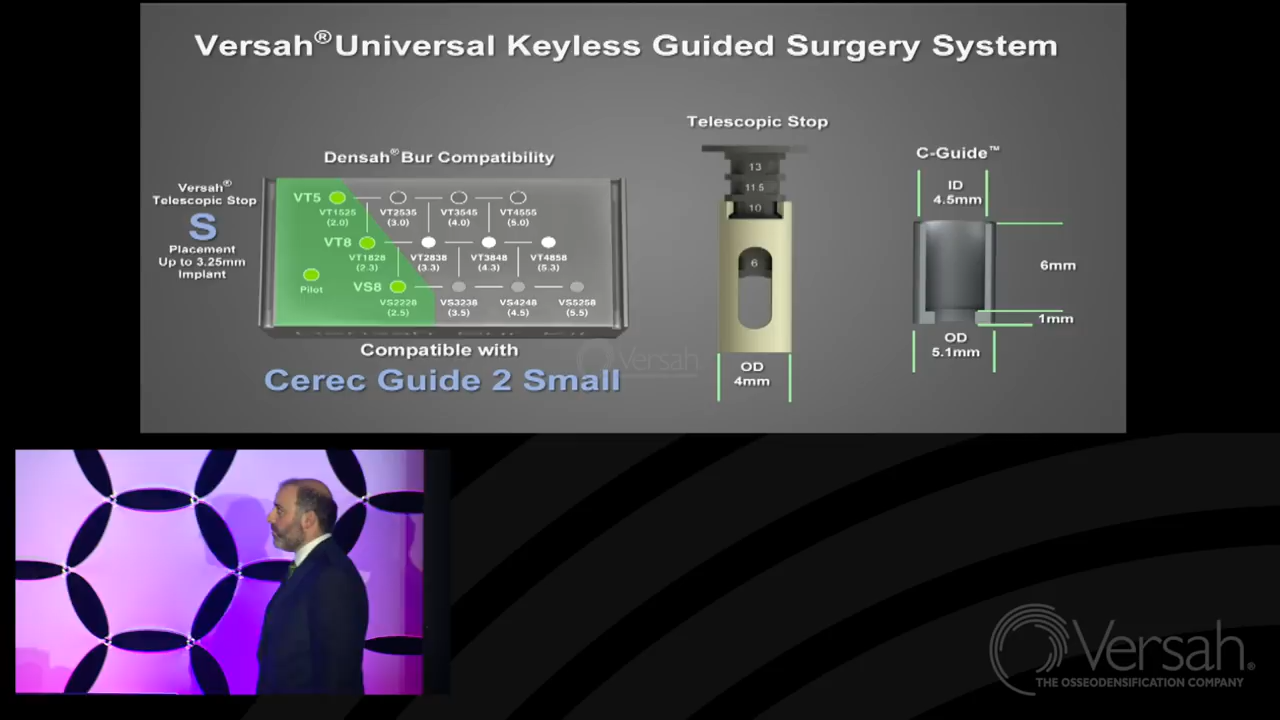 Versah® Universal Keyless Guided Surgery System
Versah®
Telescopic Stop
S
Placement
Up to 3.25mm
Implant
Densah® Bur Compatibility
VT5
VT1525
(2.0)
VT2535
(3.0)
VT3545
(4.0)
VT4555
(5.0)
VT8
VT1828
(2.3)
VT2838
(3.3)
VT3848
(4.3)
VT4858
(5.3)
Pilot
VS8
VS2228
(2.5)
VS3238
(3.5)
VS4248
(4.5)
VS5258
(5.5)
Compatible with
Cerec Guide 2 Small
Versah
Telescopic Stop
13
11.5
10
6
OD
4mm
C-Guide™
ID
4.5mm
6mm
1mm
OD
5.1mm
Versah®
THE OSSEODENSIFICATION COMPANY